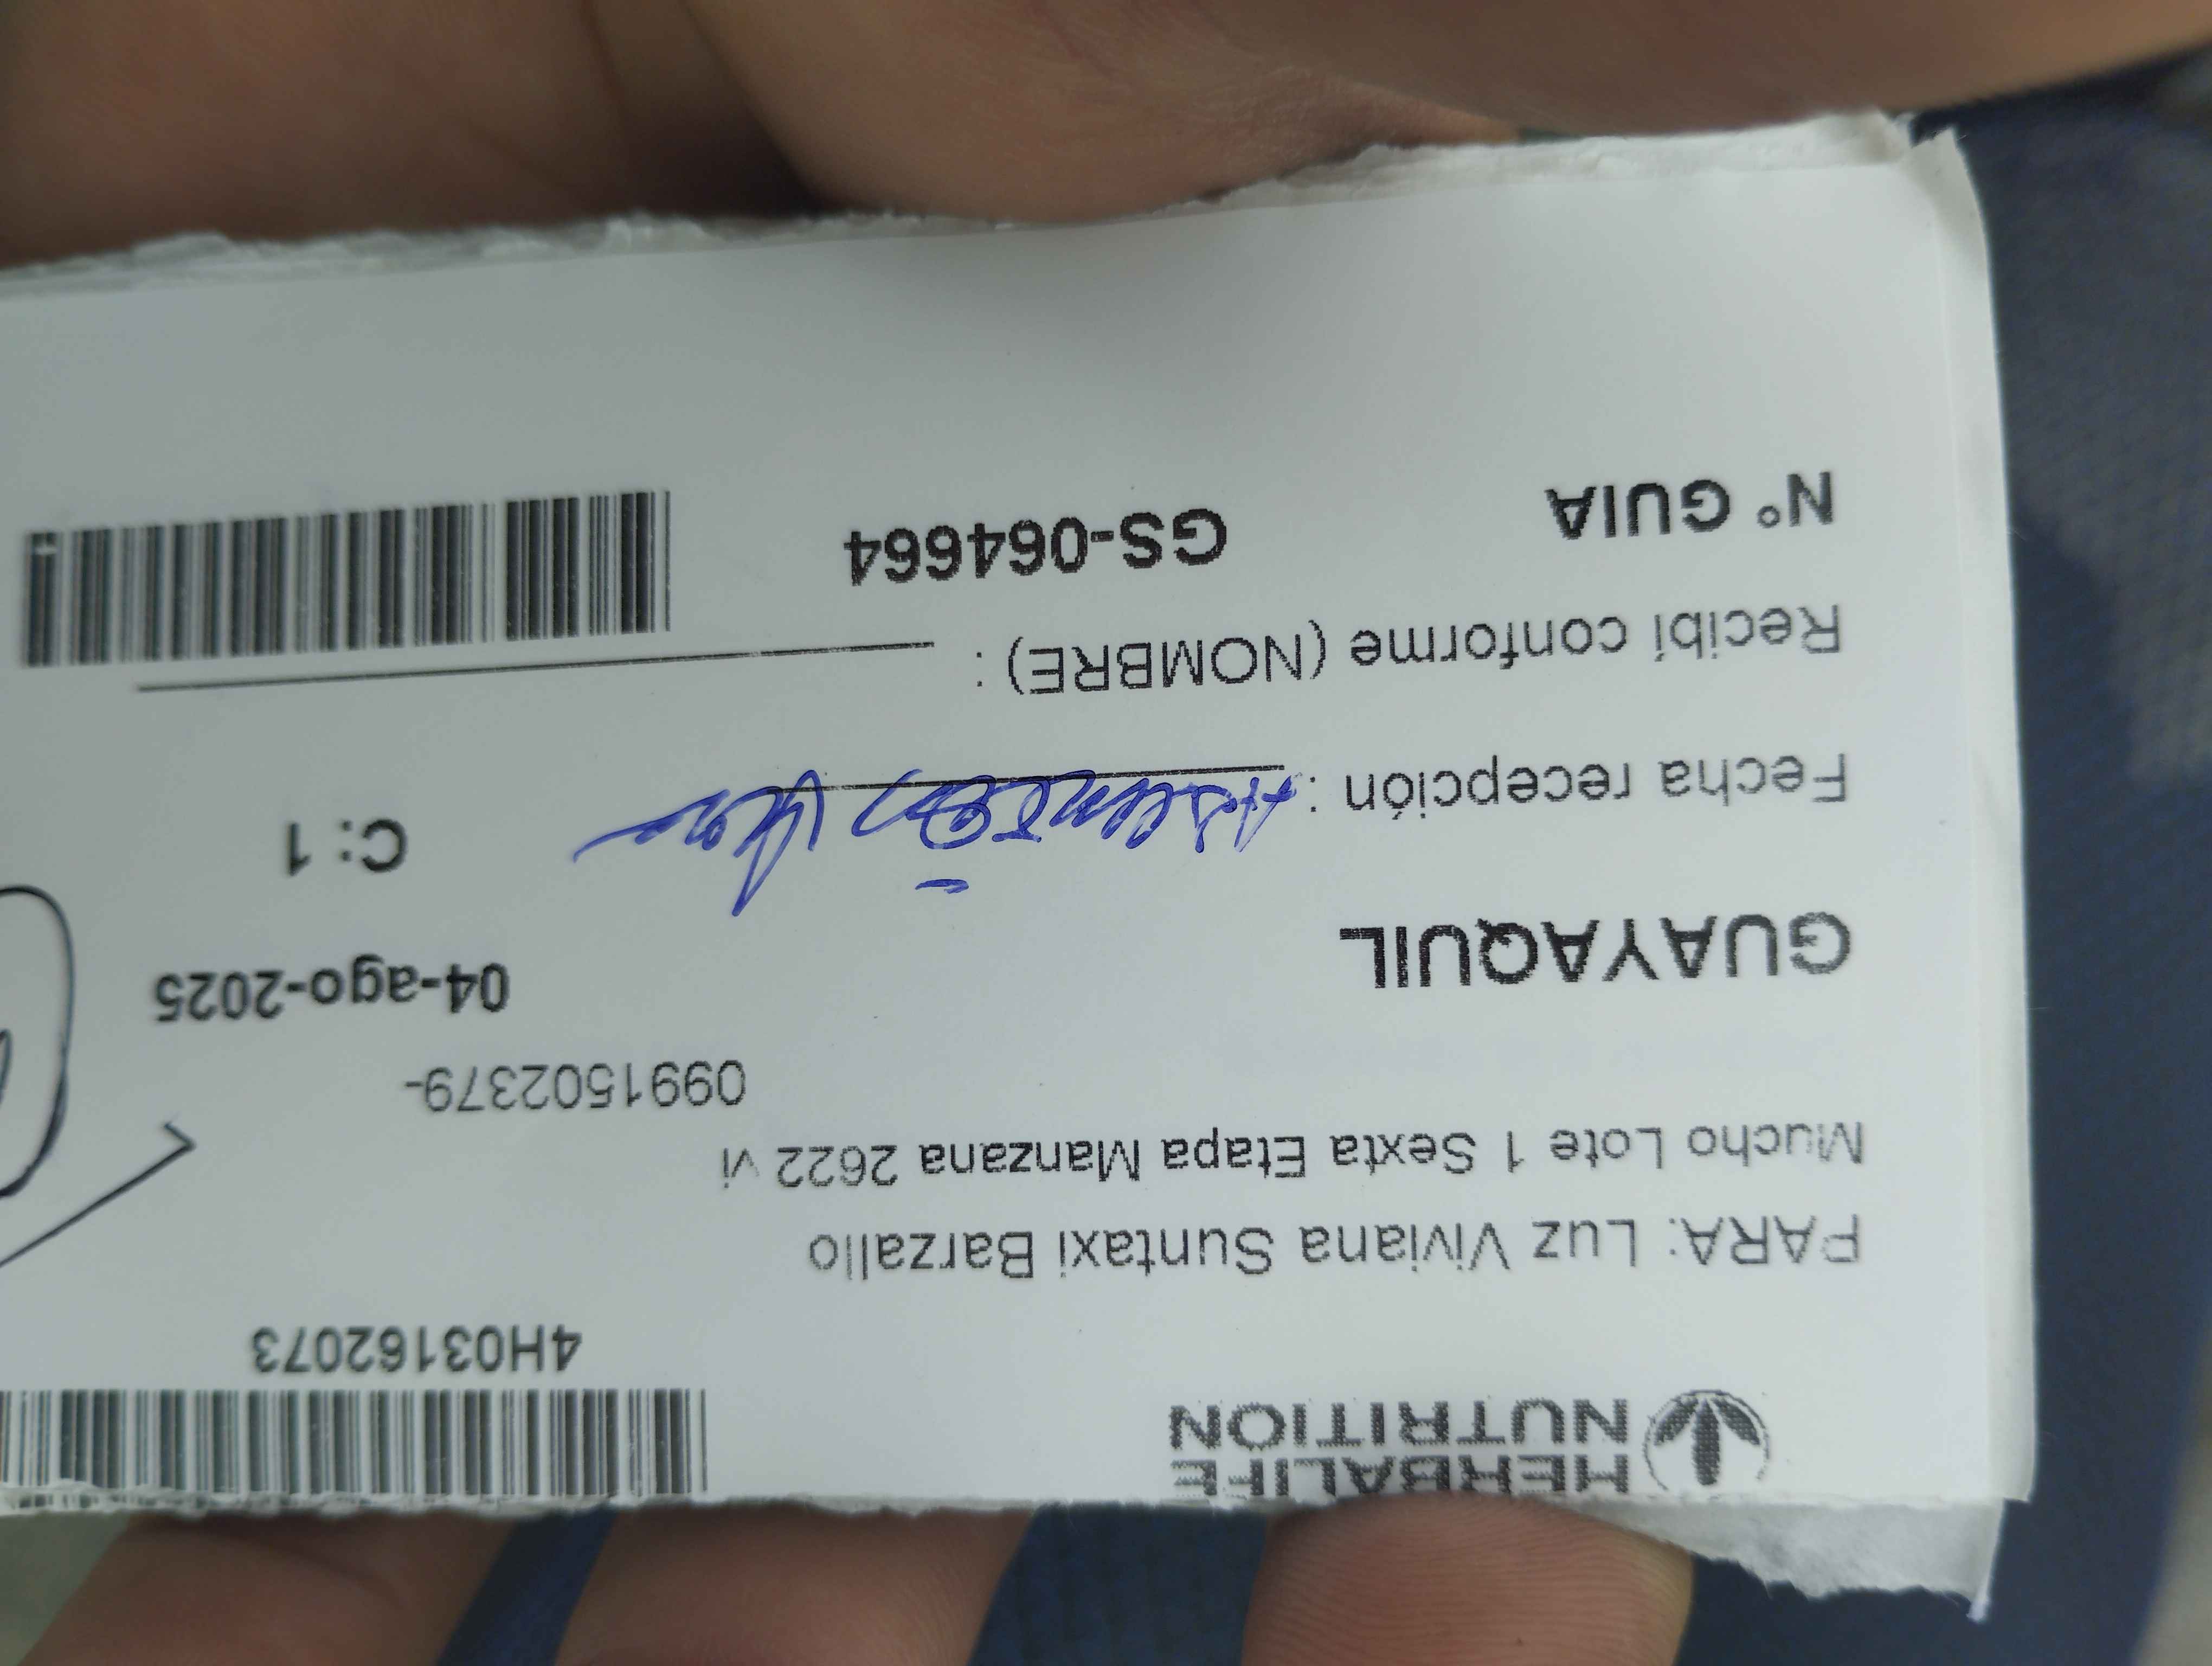 HERBALIFE
NUTRITION
4H03162073
PARA: Luz Viviana Suntaxi Barzallo
Mucho Lote 1 Sexta Etapa Manzana 2622 vi
0991502379-
GUAYAQUIL 04-ago-2025
Fecha recepción : C: 1
Recibí conforme (NOMBRE) :
N° GUIA GS-064664